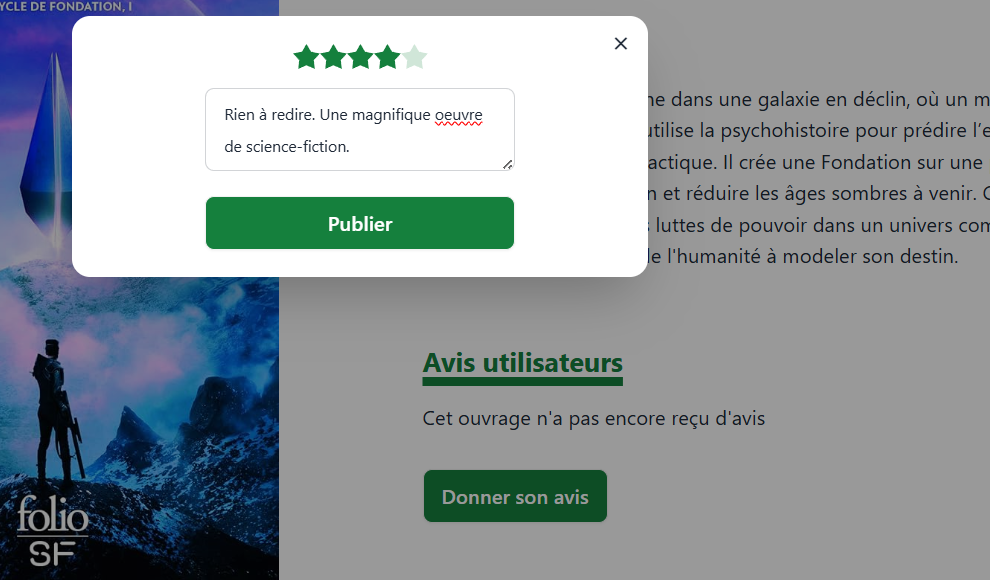 YCLE DE FONDATION, I
Rien à redire. Une magnifique oeuvre
de science-fiction.
Publier
ne dans une galaxie en déclin, où un m
utilise la psychohistoire pour prédire l'e
actique. Il crée une Fondation sur une
n et réduire les âges sombres à venir. C
s luttes de pouvoir dans un univers com
de l'humanité à modeler son destin.
Avis utilisateurs
Cet ouvrage n'a pas encore reçu d'avis
Donner son avis
folio
SF